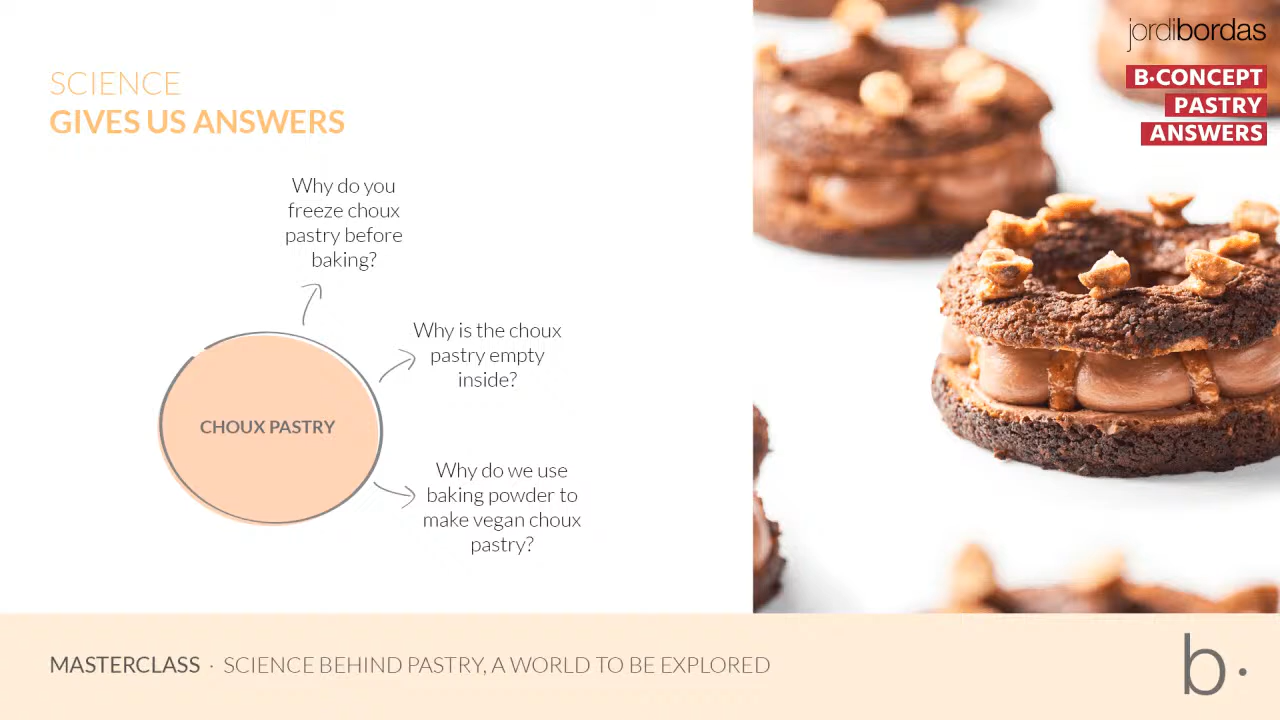 SCIENCE
GIVES US ANSWERS
Why do you
freeze choux
pastry before
baking?
Why is the choux
pastry empty
inside?
CHOUX PASTRY
Why do we use
baking powder to
make vegan choux
pastry?
jordibordas
B·CONCEPT
PASTRY
ANSWERS
MASTERCLASS · SCIENCE BEHIND PASTRY, A WORLD TO BE EXPLORED
b·